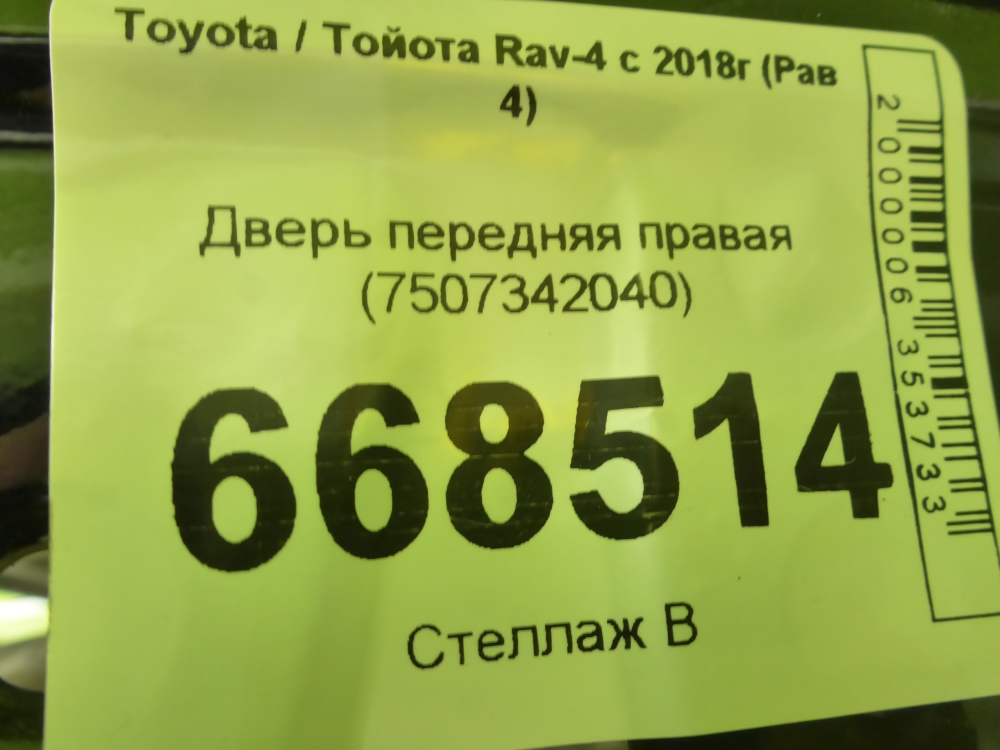 Toyota / Тойота Rav-4 с 2018г (Рав
4)
Дверь передняя правая
(7507342040)
668514
Стеллаж В
2000006353733